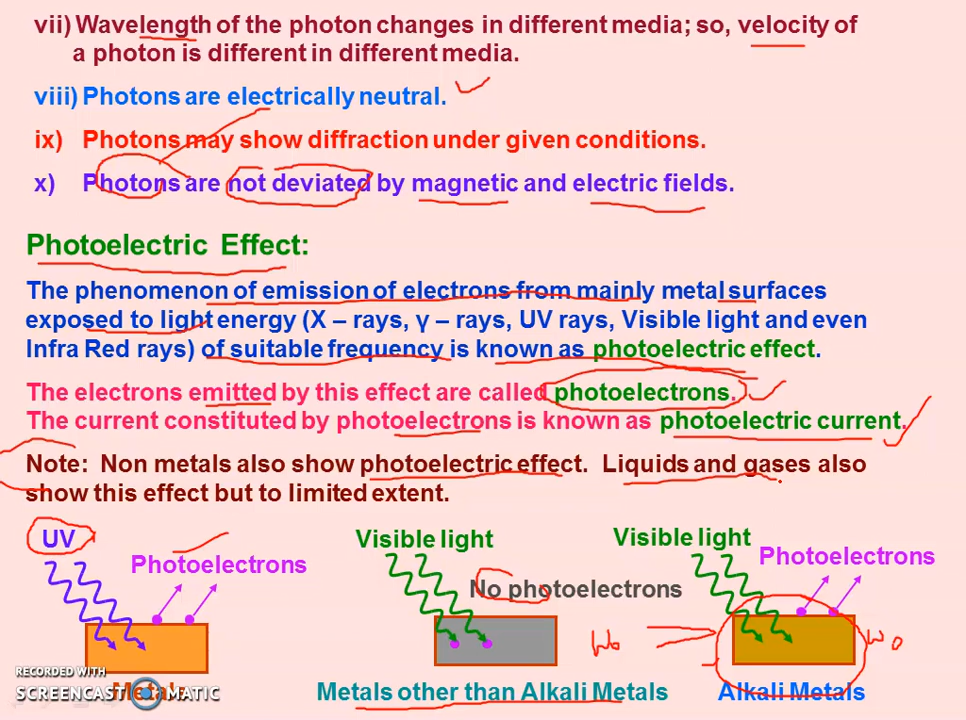 vii) Wavelength of the photon changes in different media; so, velocity of
a photon is different in different media.
viii) Photons are electrically neutral.
ix) Photons may show diffraction under given conditions.
x) Photons are not deviated by magnetic and electric fields.
Photoelectric Effect:
The phenomenon of emission of electrons from mainly metal surfaces
exposed to light energy (X – rays, γ – rays, UV rays, Visible light and even
Infra Red rays) of suitable frequency is known as photoelectric effect.
The electrons emitted by this effect are called photoelectrons.
The current constituted by photoelectrons is known as photoelectric current.
Note: Non metals also show photoelectric effect. Liquids and gases also
show this effect but to limited extent.
UV
Photoelectrons
Visible light
No photoelectrons
Visible light
Photoelectrons
W₀
W₀
Metal
Metals other than Alkali Metals
Alkali Metals
RECORDED WITH
SCREENCAST MATIC